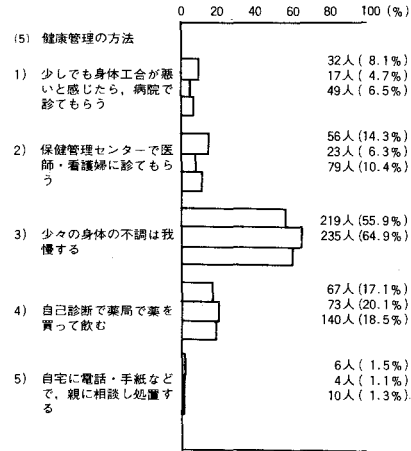 0 20 40 60 80 100 (%)
(5) 健康管理の方法
1) 少しでも身体工合が悪
いと感じたら、病院で
診てもらう
32人 ( 8.1%)
17人 ( 4.7%)
49人 ( 6.5%)
2) 保健管理センターで医
師・看護婦に診てもら
う
56人 (14.3%)
23人 ( 6.3%)
79人 (10.4%)
3) 少々の身体の不調は我
慢する
219人 (55.9%)
235人 (64.9%)
4) 自己診断で薬局で薬を
買って飲む
67人 (17.1%)
73人 (20.1%)
140人 (18.5%)
5) 自宅に電話・手紙など
で、親に相談し処置す
る
6人 ( 1.5%)
4人 ( 1.1%)
10人 ( 1.3%)